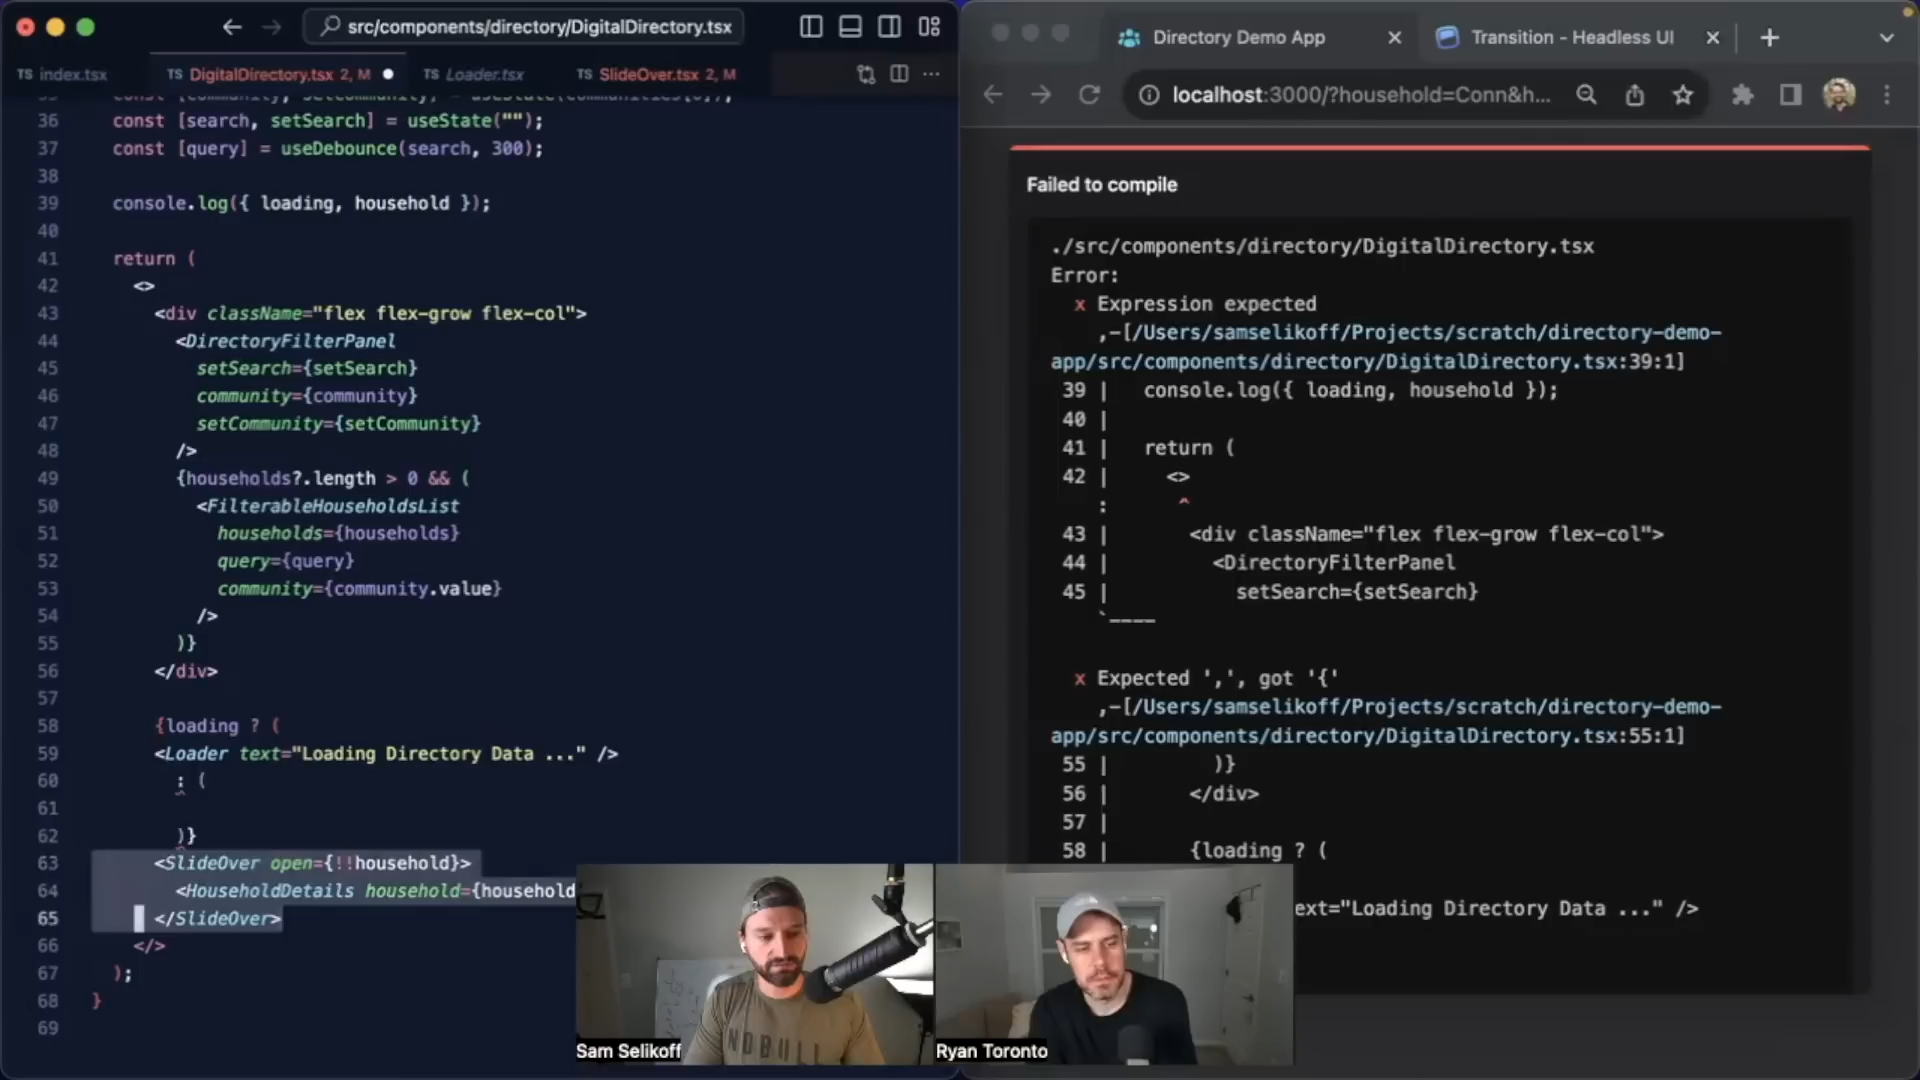 src/components/directory/DigitalDirectory.tsx
TS index.tsx
TS DigitalDirectory.tsx 2, M
TS Loader.tsx
TS SlideOver.tsx 2, M
36 const [search, setSearch] = useState("");
37 const [query] = useDebounce(search, 300);
38
39 console.log({ loading, household });
40
41 return (
42 <>
43 <div className="flex flex-grow flex-col">
44 <DirectoryFilterPanel
45 setSearch={setSearch}
46 community={community}
47 setCommunity={setCommunity}
48 />
49 {households?.length > 0 && (
50 <FilterableHouseholdsList
51 households={households}
52 query={query}
53 community={community.value}
54 />
55 )}
56 </div>
57
58 {loading ? (
59 <Loader text="Loading Directory Data ..." />
60 : (
61
62 )}
63 <SlideOver open={!!household}>
64 <HouseholdDetails household={household
65 </SlideOver>
66 </>
67 );
68 }
69
Directory Demo App
Transition - Headless UI
localhost:3000/?household=Conn&h...
Failed to compile
./src/components/directory/DigitalDirectory.tsx
Error:
x Expression expected
,-[/Users/samselikoff/Projects/scratch/directory-demo-
app/src/components/directory/DigitalDirectory.tsx:39:1]
39 | console.log({ loading, household });
40 |
41 | return (
42 | <>
: ^
43 | <div className="flex flex-grow flex-col">
44 | <DirectoryFilterPanel
45 | setSearch={setSearch}
`----
x Expected ',', got '{'
,-[/Users/samselikoff/Projects/scratch/directory-demo-
app/src/components/directory/DigitalDirectory.tsx:55:1]
55 | )}
56 | </div>
57 |
58 | {loading ? (
ext="Loading Directory Data ..." />
NOBULL
Sam Selikoff
Ryan Toronto